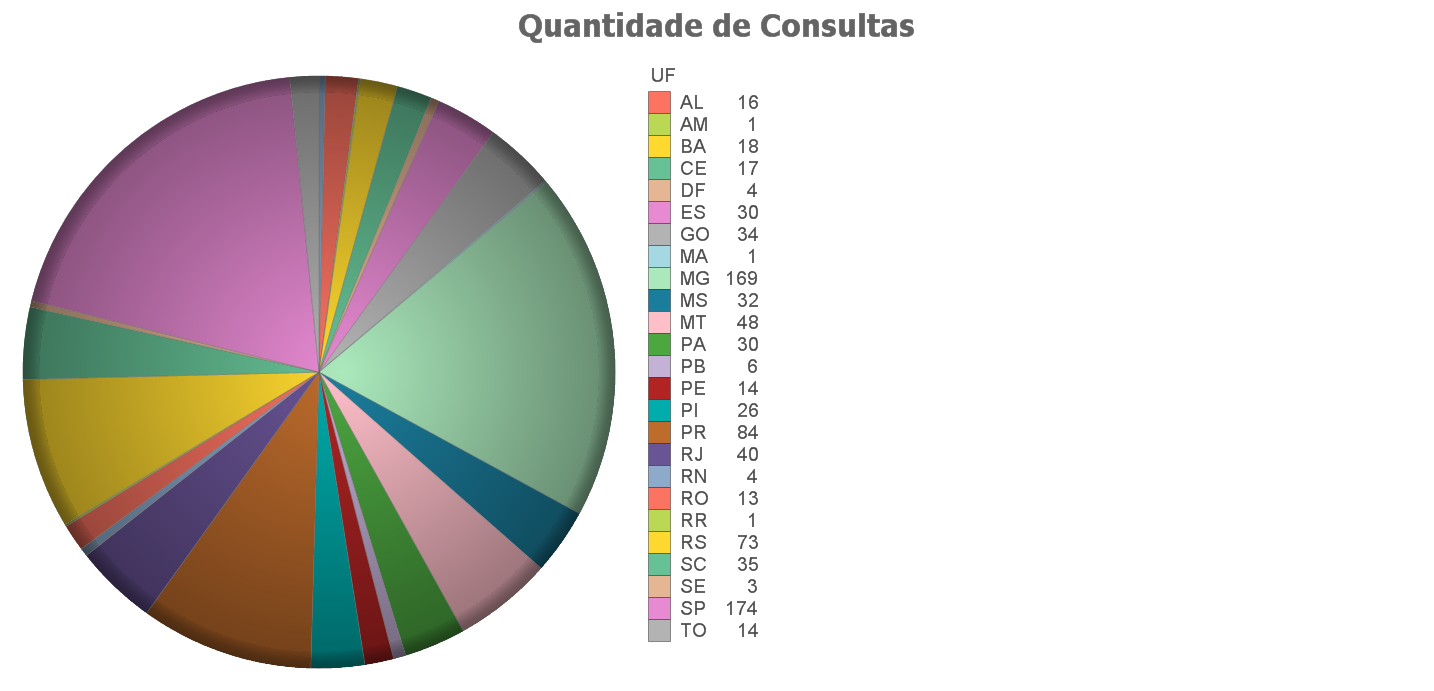 Quantidade de Consultas
UF
AL 16
AM 1
BA 18
CE 17
DF 4
ES 30
GO 34
MA 1
MG 169
MS 32
MT 48
PA 30
PB 6
PE 14
PI 26
PR 84
RJ 40
RN 4
RO 13
RR 1
RS 73
SC 35
SE 3
SP 174
TO 14